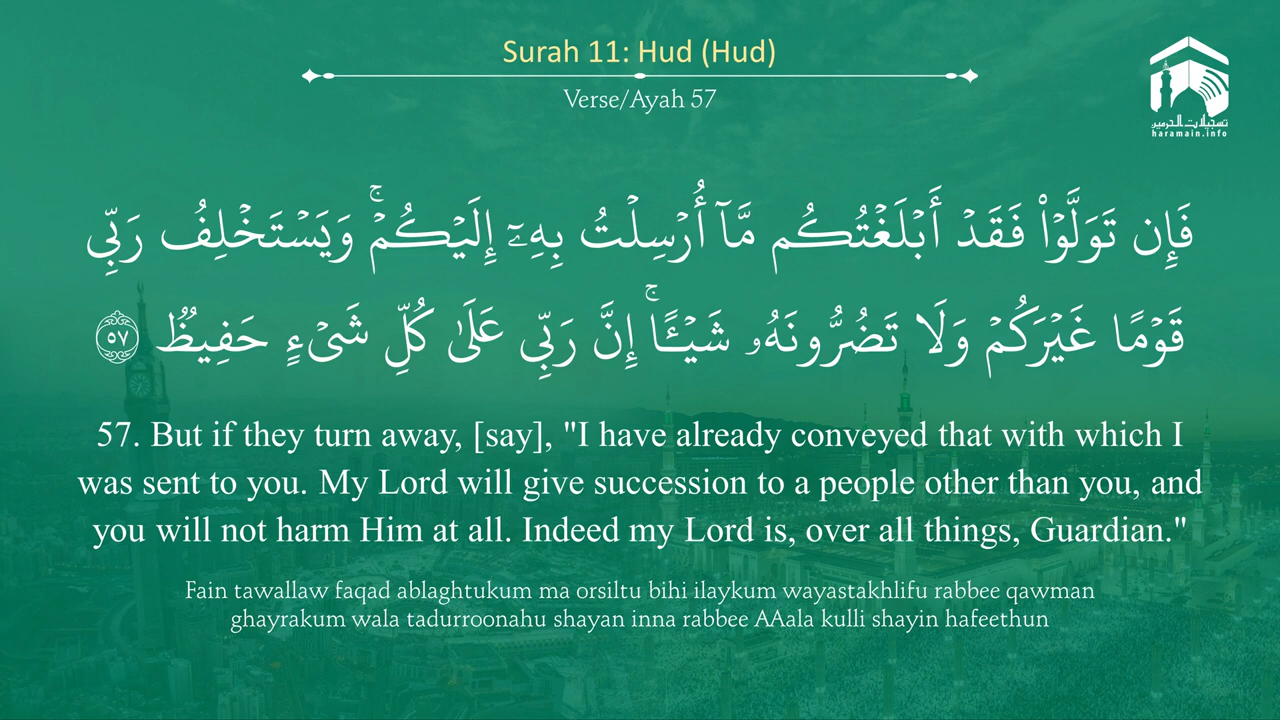 Surah 11: Hud (Hud)
Verse/Ayah 57
تسجيلات الحرمين
haramain.info
فَإِن تَوَلَّوْا۟ فَقَدْ أَبْلَغْتُكُم مَّآ أُرْسِلْتُ بِهِۦٓ إِلَيْكُمْ ۚ وَيَسْتَخْلِفُ رَبِّى
قَوْمًا غَيْرَكُمْ وَلَا تَضُرُّونَهُۥ شَيْـًٔا ۚ إِنَّ رَبِّى عَلَىٰ كُلِّ شَىْءٍ حَفِيظٌ ٥٧
57. But if they turn away, [say], "I have already conveyed that with which I
was sent to you. My Lord will give succession to a people other than you, and
you will not harm Him at all. Indeed my Lord is, over all things, Guardian."
Fain tawallaw faqad ablaghtukum ma orsiltu bihi ilaykum wayastakhlifu rabbee qawman
ghayrakum wala tadurroonahu shayan inna rabbee AAala kulli shayin hafeethun